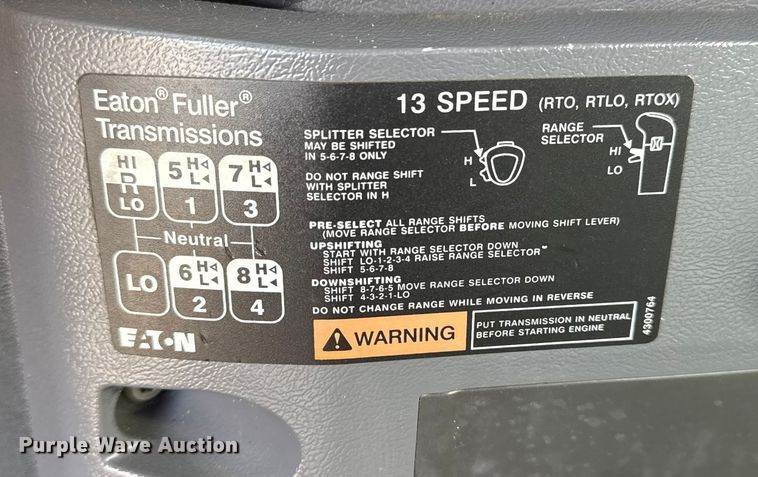 Eaton® Fuller®
Transmissions
13 SPEED (RTO, RTLO, RTOX)
HI
R
LO
5 H◁
L◀
1
7 H◁
L◀
3
Neutral
LO
6 H◁
L◀
2
8 H◁
L◀
4
EATON
SPLITTER SELECTOR
MAY BE SHIFTED
IN 5-6-7-8 ONLY
DO NOT RANGE SHIFT
WITH SPLITTER
SELECTOR IN H
H
L
RANGE
SELECTOR
HI
LO
PRE-SELECT ALL RANGE SHIFTS
(MOVE RANGE SELECTOR BEFORE MOVING SHIFT LEVER)
UPSHIFTING
START WITH RANGE SELECTOR DOWN
SHIFT LO-1-2-3-4 RAISE RANGE SELECTOR
SHIFT 5-6-7-8
DOWNSHIFTING
SHIFT 8-7-6-5 MOVE RANGE SELECTOR DOWN
SHIFT 4-3-2-1-LO
DO NOT CHANGE RANGE WHILE MOVING IN REVERSE
WARNING
PUT TRANSMISSION IN NEUTRAL
BEFORE STARTING ENGINE
4300764
Purple Wave Auction